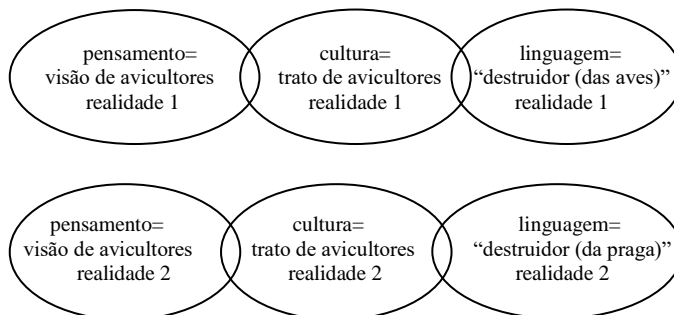 pensamento=
visão de avicultores
realidade 1
cultura=
trato de avicultores
realidade 1
linguagem=
“destruidor (das aves)”
realidade 1
pensamento=
visão de avicultores
realidade 2
cultura=
trato de avicultores
realidade 2
linguagem=
“destruidor (da praga)”
realidade 2